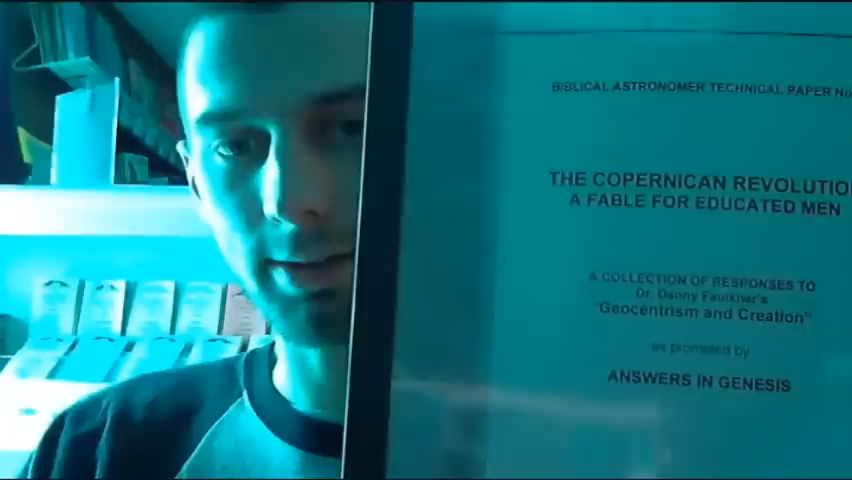 BIBLICAL ASTRONOMER TECHNICAL PAPER No
THE COPERNICAN REVOLUTIO
A FABLE FOR EDUCATED MEN
A COLLECTION OF RESPONSES TO
Dr. Danny Faulkner's
"Geocentrism and Creation"
as promoted by
ANSWERS IN GENESIS